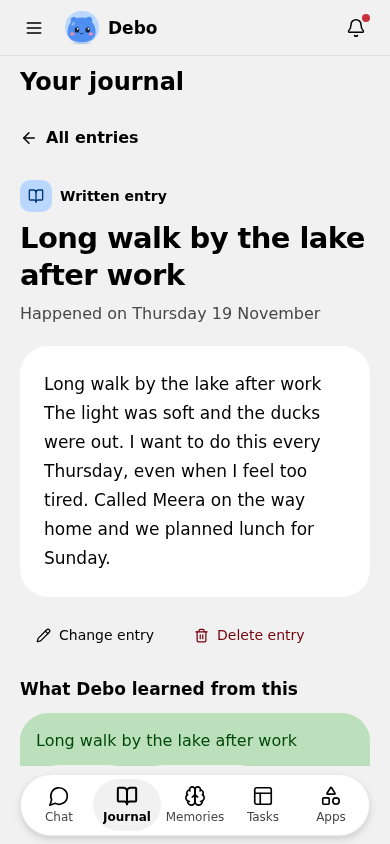 Debo
Your journal
All entries
Written entry
Long walk by the lake
after work
Happened on Thursday 19 November
Long walk by the lake after work
The light was soft and the ducks
were out. I want to do this every
Thursday, even when I feel too
tired. Called Meera on the way
home and we planned lunch for
Sunday.
Change entry
Delete entry
What Debo learned from this
Long walk by the lake after work
Chat
Journal
Memories
Tasks
Apps